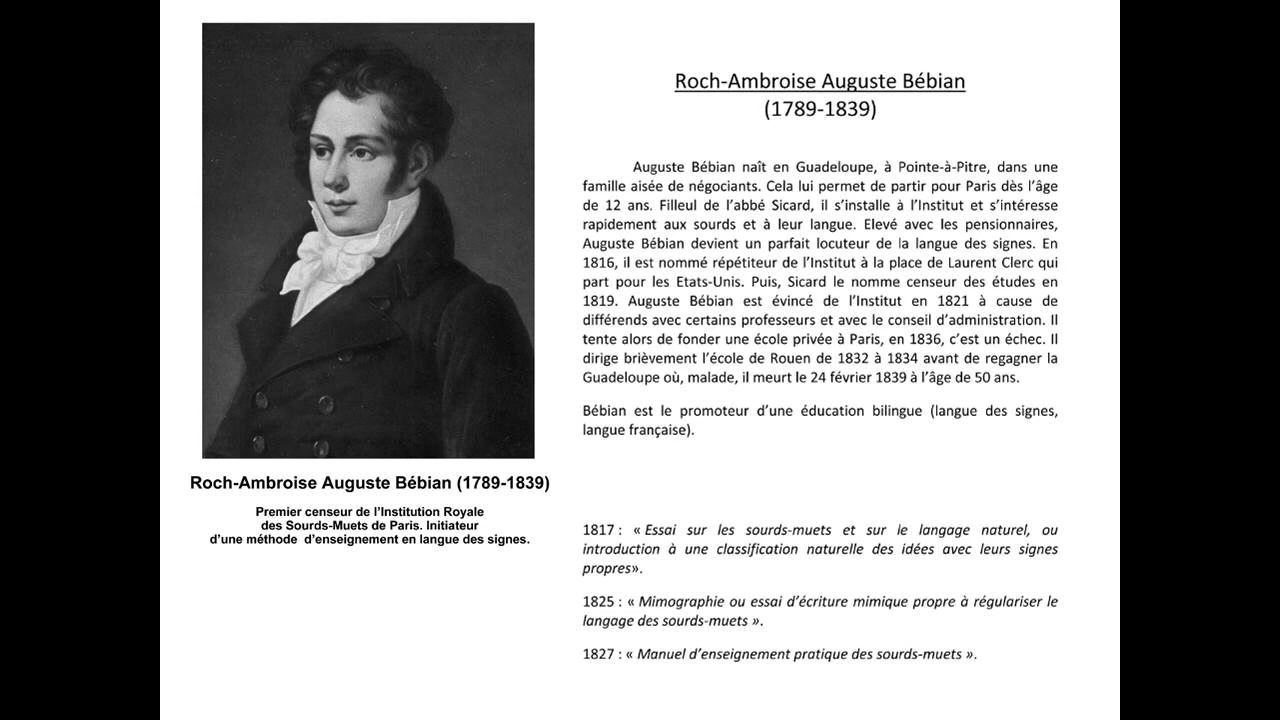 Roch-Ambroise Auguste Bébian (1789-1839)
Premier censeur de l'Institution Royale
des Sourds-Muets de Paris. Initiateur
d'une méthode d'enseignement en langue des signes.
Roch-Ambroise Auguste Bébian
(1789-1839)
Auguste Bébian naît en Guadeloupe, à Pointe-à-Pitre, dans une
famille aisée de négociants. Cela lui permet de partir pour Paris dès l'âge
de 12 ans. Filleul de l'abbé Sicard, il s'installe à l'Institut et s'intéresse
rapidement aux sourds et à leur langue. Elevé avec les pensionnaires,
Auguste Bébian devient un parfait locuteur de la langue des signes. En
1816, il est nommé répétiteur de l'Institut à la place de Laurent Clerc qui
part pour les Etats-Unis. Puis, Sicard le nomme censeur des études en
1819. Auguste Bébian est évincé de l'Institut en 1821 à cause de
différends avec certains professeurs et avec le conseil d'administration. Il
tente alors de fonder une école privée à Paris, en 1836, c'est un échec. Il
dirige brièvement l'école de Rouen de 1832 à 1834 avant de regagner la
Guadeloupe où, malade, il meurt le 24 février 1839 à l'âge de 50 ans.
Bébian est le promoteur d'une éducation bilingue (langue des signes,
langue française).
1817 : « Essai sur les sourds-muets et sur le langage naturel, ou
introduction à une classification naturelle des idées avec leurs signes
propres».
1825 : « Mimographie ou essai d'écriture mimique propre à régulariser le
langage des sourds-muets ».
1827 : « Manuel d'enseignement pratique des sourds-muets ».